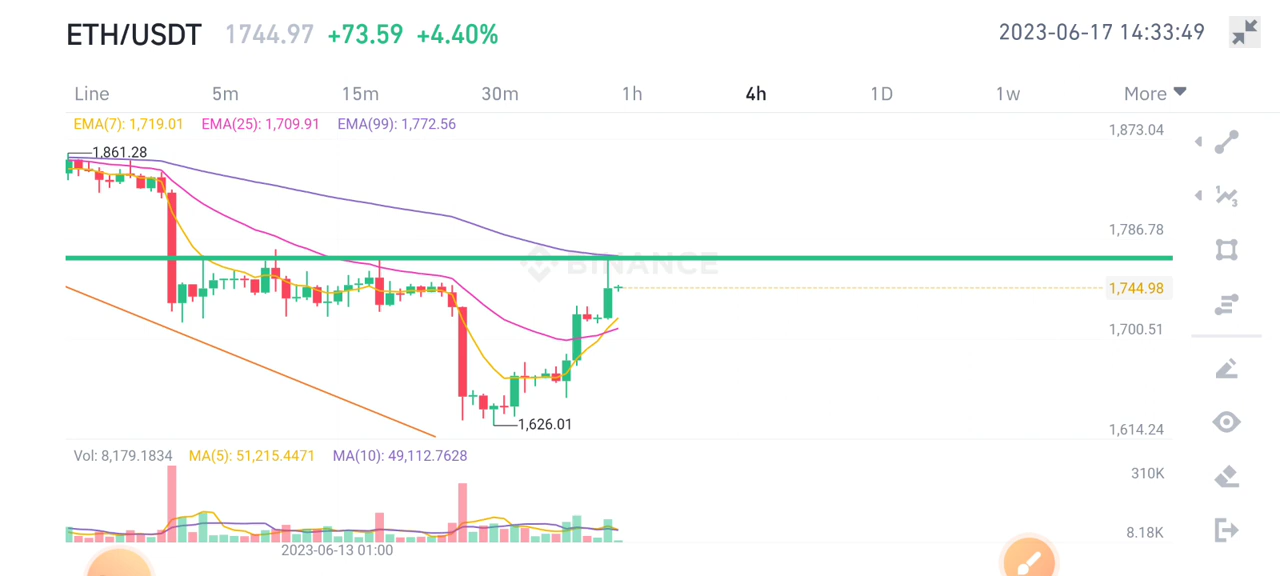 ETH/USDT 1744.97 +73.59 +4.40% 2023-06-17 14:33:49
Line 5m 15m 30m 1h 4h 1D 1w More
EMA(7): 1,719.01 EMA(25): 1,709.91 EMA(99): 1,772.56
1,873.04
1,861.28
1,786.78
BINANCE
1,744.98
1,700.51
1,626.01
1,614.24
Vol: 8,179.1834 MA(5): 51,215.4471 MA(10): 49,112.7628
310K
8.18K
2023-06-13 01:00